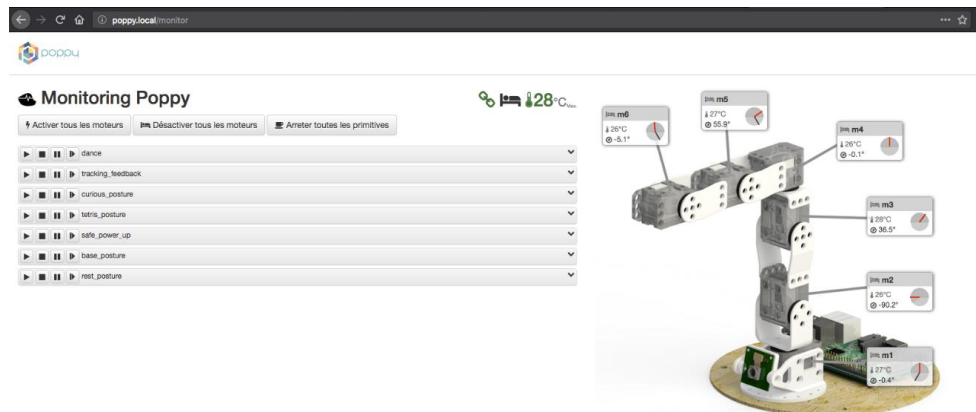 poppy.local/monitor
poppy
Monitoring Poppy
28°C Max.
Activer tous les moteurs
Désactiver tous les moteurs
Arreter toutes les primitives
dance
tracking_feedback
curious_posture
tetris_posture
safe_power_up
base_posture
rest_posture
m6
26°C
-5.1°
m5
27°C
55.9°
m4
26°C
-0.1°
m3
28°C
36.5°
m2
26°C
-90.2°
m1
27°C
-0.4°